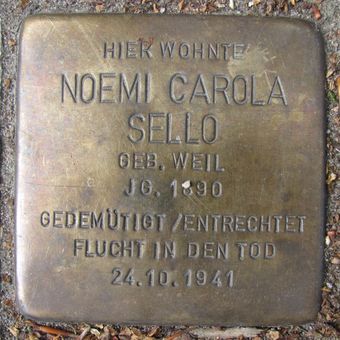 HIER WOHNTE
NOEMI CAROLA
SELLO
GEB. WEIL
JG. 1890
GEDEMÜTIGT / ENTRECHTET
FLUCHT IN DEN TOD
24.10.1941